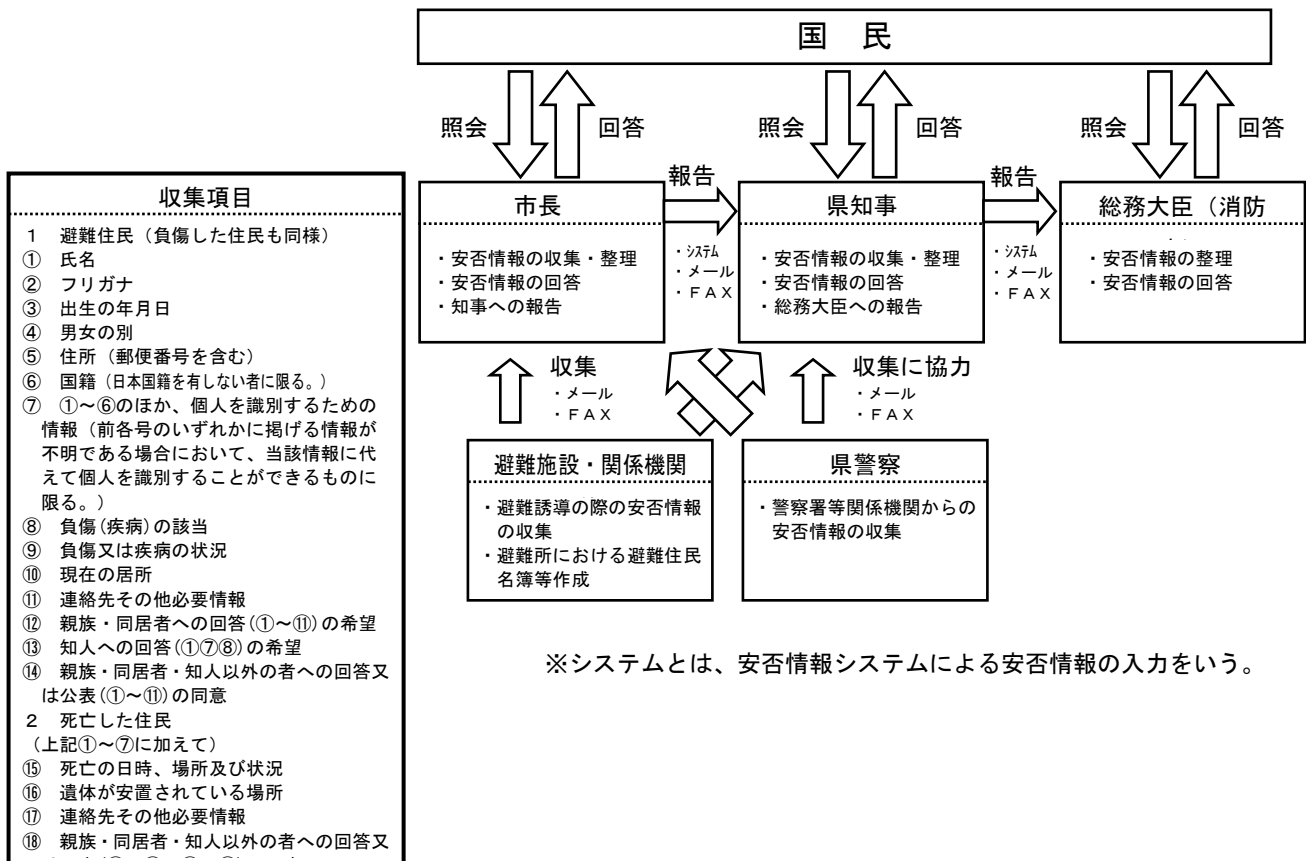 国　民
照会
回答
照会
回答
照会
回答
報告
報告
市長
・安否情報の収集・整理
・安否情報の回答
・知事への報告
・システム
・メール
・ＦＡＸ
県知事
・安否情報の収集・整理
・安否情報の回答
・総務大臣への報告
・システム
・メール
・ＦＡＸ
総務大臣（消防
・安否情報の整理
・安否情報の回答
収集
・メール
・ＦＡＸ
収集に協力
・メール
・ＦＡＸ
避難施設・関係機関
・避難誘導の際の安否情報
の収集
・避難所における避難住民
名簿等作成
県警察
・警察署等関係機関からの
安否情報の収集
※システムとは、安否情報システムによる安否情報の入力をいう。
収集項目
1　避難住民（負傷した住民も同様）
①　氏名
②　フリガナ
③　出生の年月日
④　男女の別
⑤　住所（郵便番号を含む）
⑥　国籍（日本国籍を有しない者に限る。）
⑦　①～⑥のほか、個人を識別するための
情報（前各号のいずれかに掲げる情報が
不明である場合において、当該情報に代
えて個人を識別することができるものに
限る。）
⑧　負傷(疾病)の該当
⑨　負傷又は疾病の状況
⑩　現在の居所
⑪　連絡先その他必要情報
⑫　親族・同居者への回答(①～⑪)の希望
⑬　知人への回答(①⑦⑧)の希望
⑭　親族・同居者・知人以外の者への回答又
は公表(①～⑪)の同意
２　死亡した住民
（上記①～⑦に加えて）
⑮　死亡の日時、場所及び状況
⑯　遺体が安置されている場所
⑰　連絡先その他必要情報
⑱　親族・同居者・知人以外の者への回答又